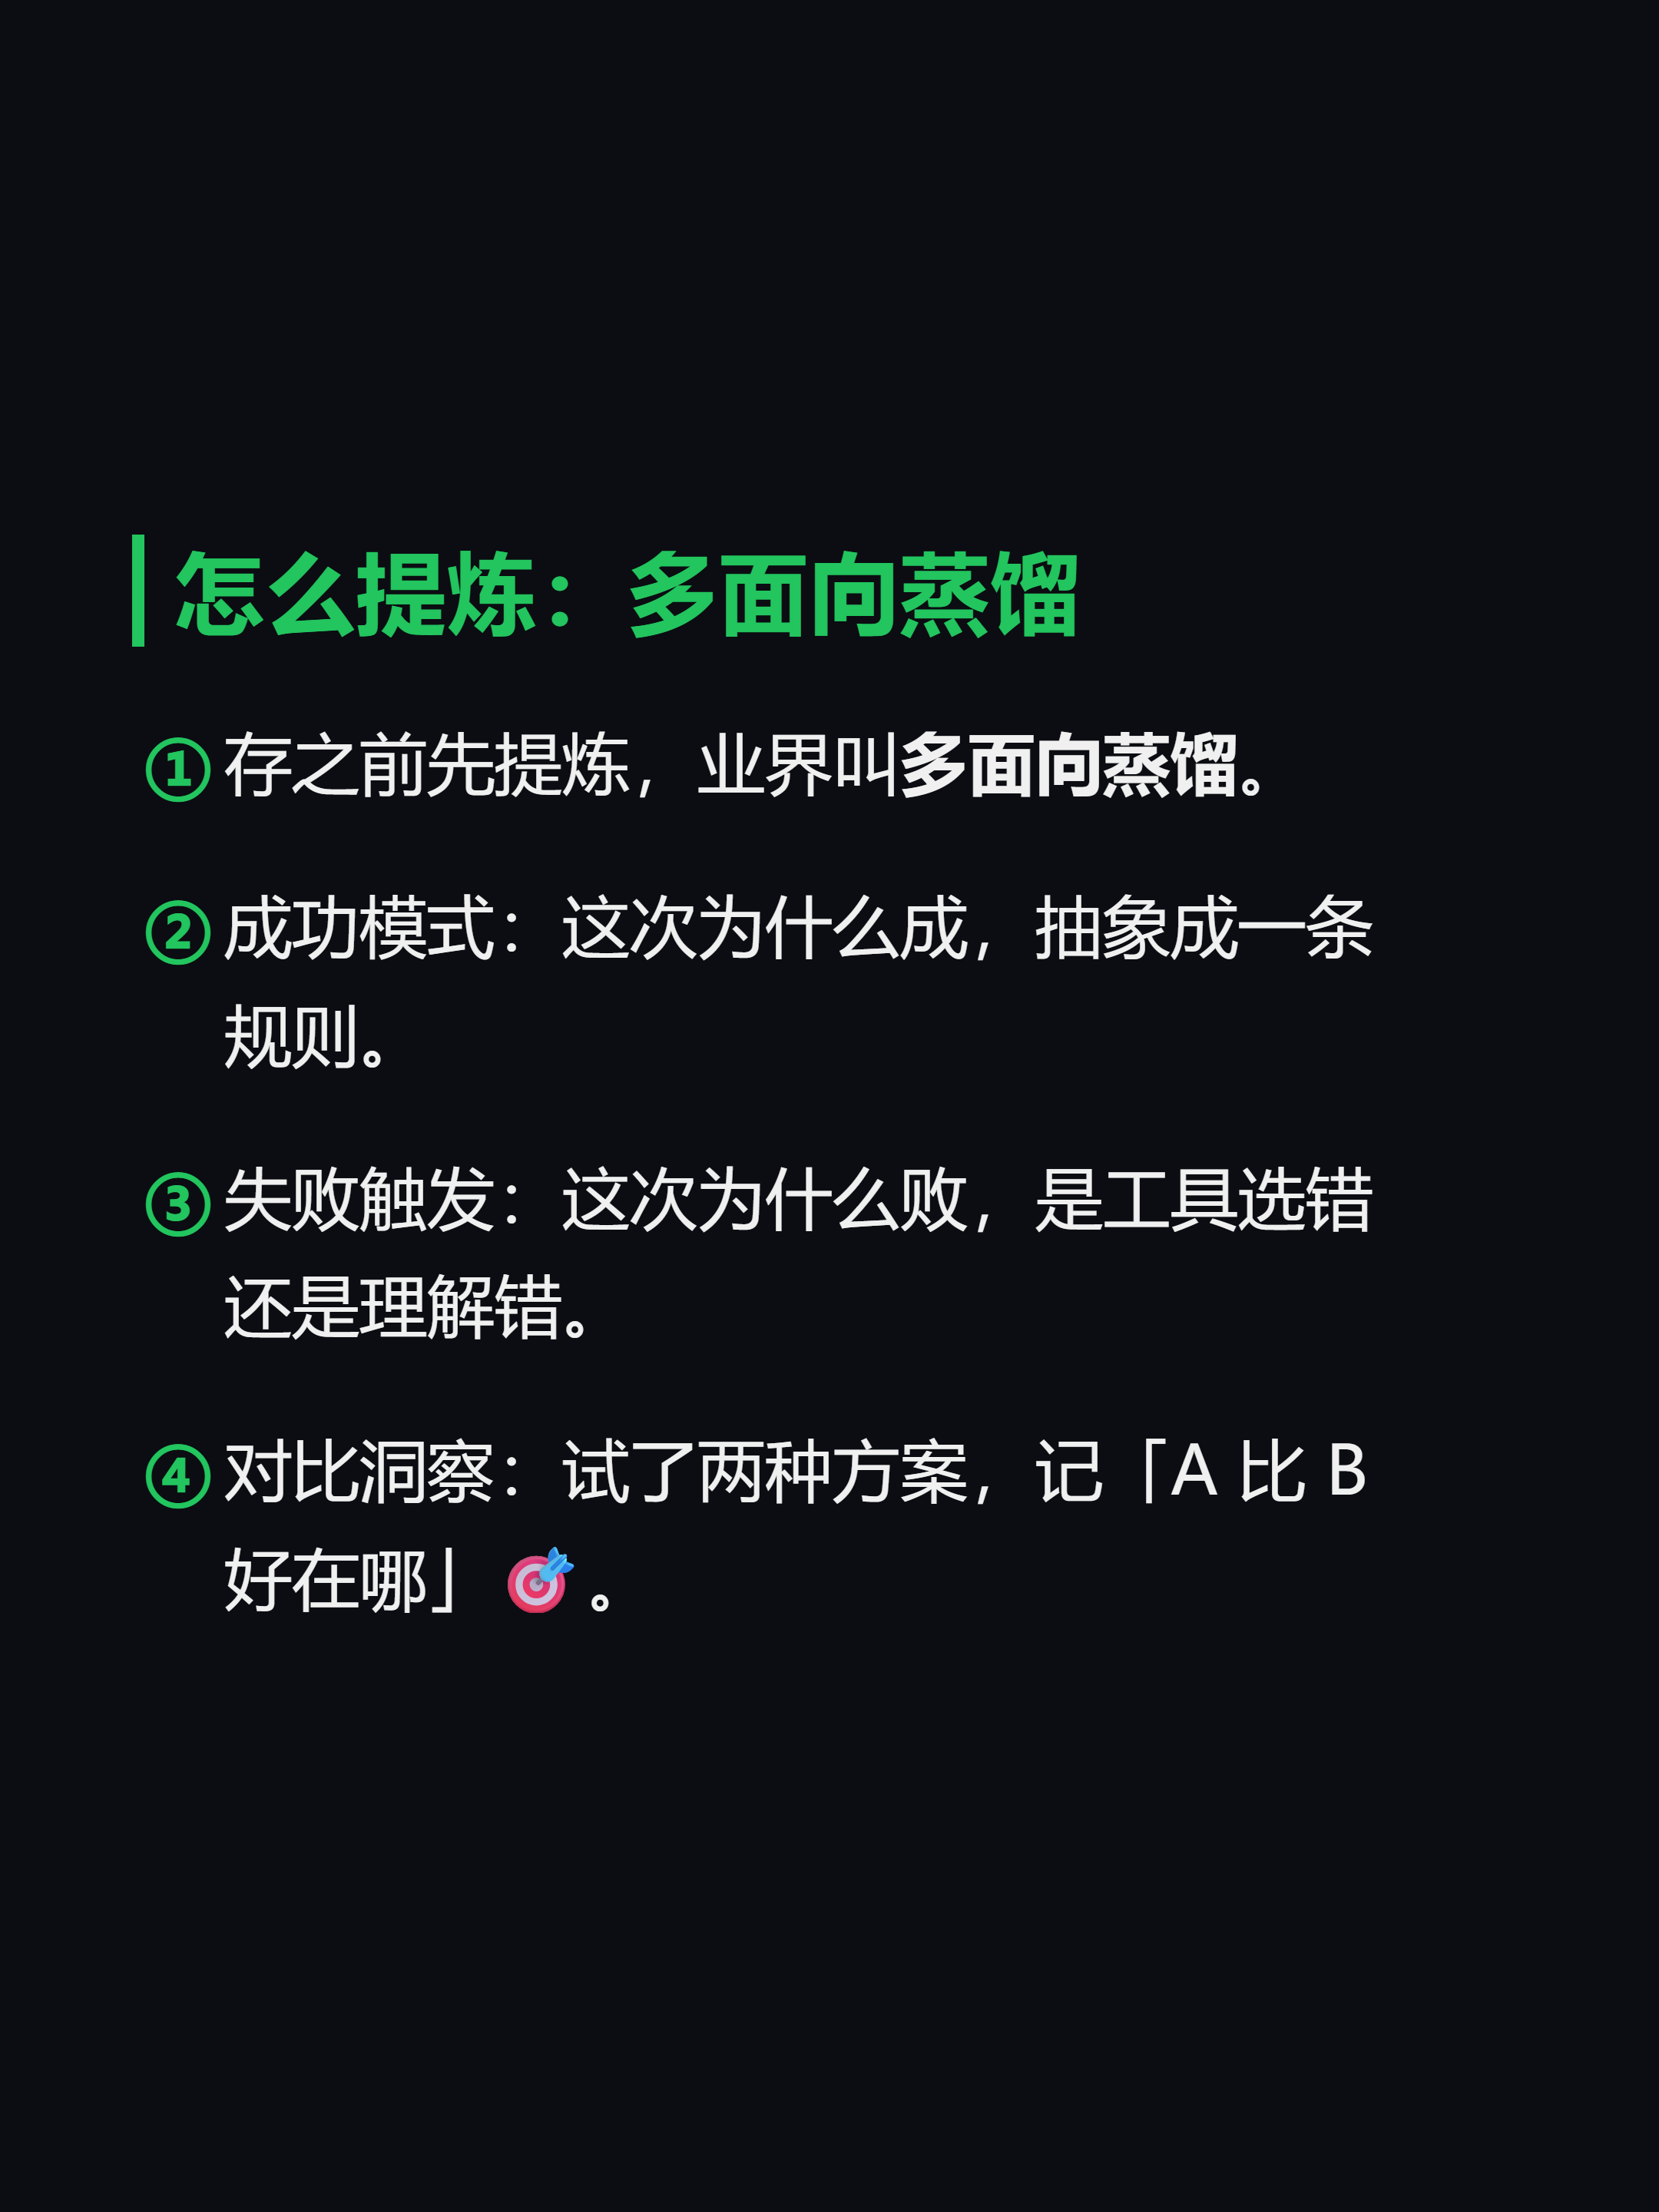 怎么提炼：多面向蒸馏
①存之前先提炼，业界叫多面向蒸馏。
②成功模式：这次为什么成，抽象成一条
规则。
③失败触发：这次为什么败，是工具选错
还是理解错。
④对比洞察：试了两种方案，记「A 比 B
好在哪」🎯。